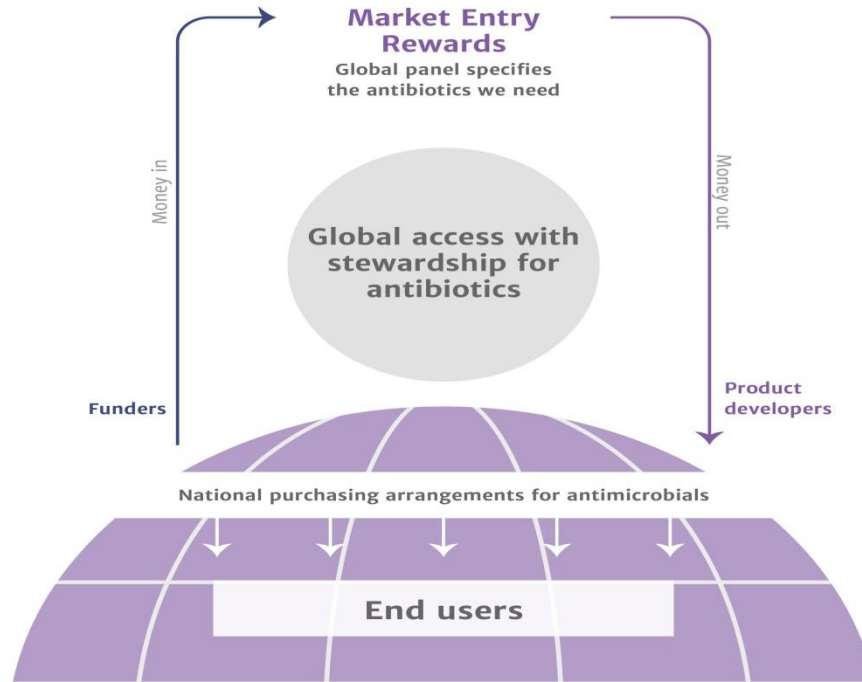 Market Entry
Rewards
Global panel specifies
the antibiotics we need
Money in
Money out
Global access with
stewardship for
antibiotics
Funders
Product
developers
National purchasing arrangements for antimicrobials
End users